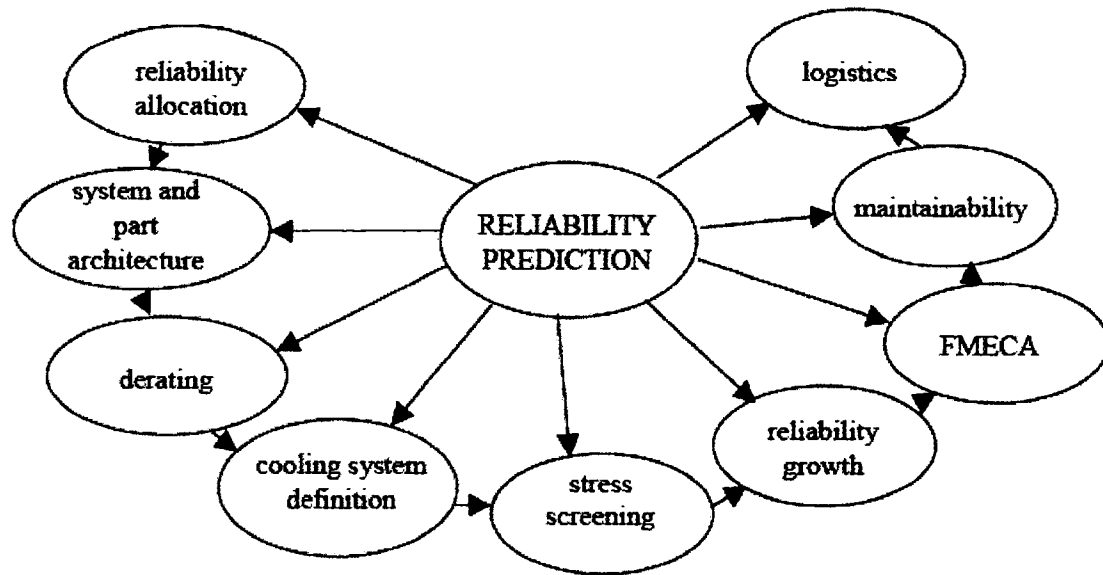 reliability
allocation
logistics
system and
part
architecture
RELIABILITY
PREDICTION
maintainability
derating
FMECA
cooling system
definition
stress
screening
reliability
growth